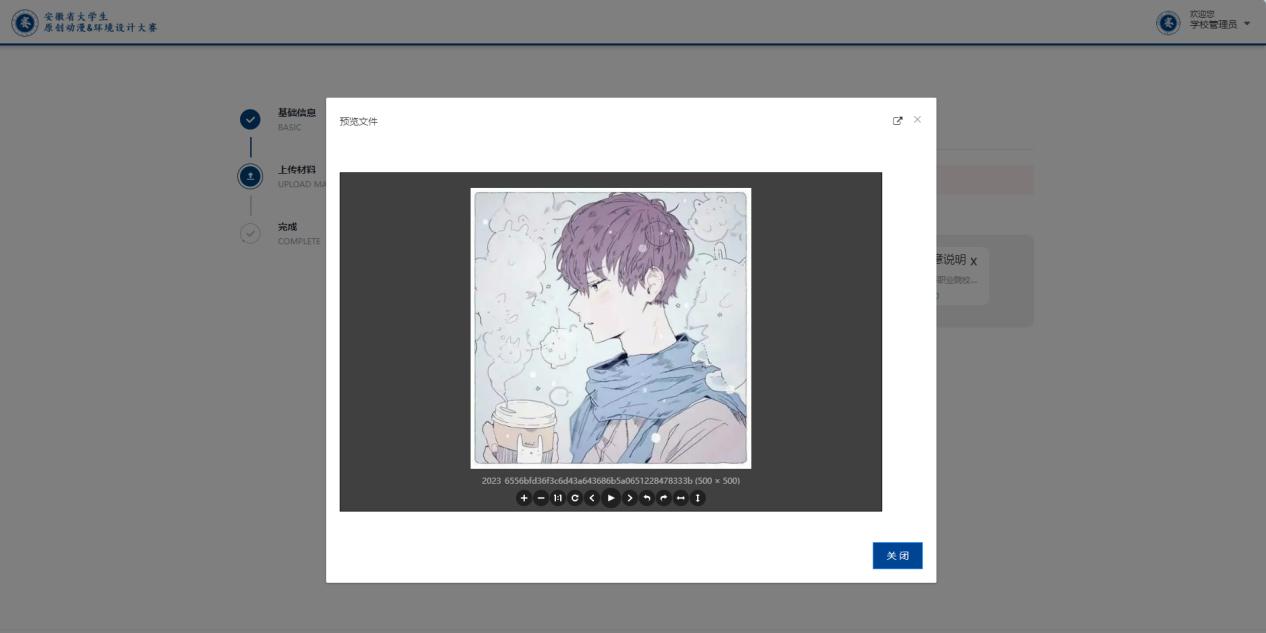 安徽省大学生
原创动漫&环境设计大赛
欢迎您
学校管理员
基础信息
BASIC
上传材料
UPLOAD MA
完成
COMPLETE
预览文件
意说明 x
职业院校...
2023_6556bfd36f3c6d43a643686b5a0651228478333b (500 × 500)
1:1
关 闭